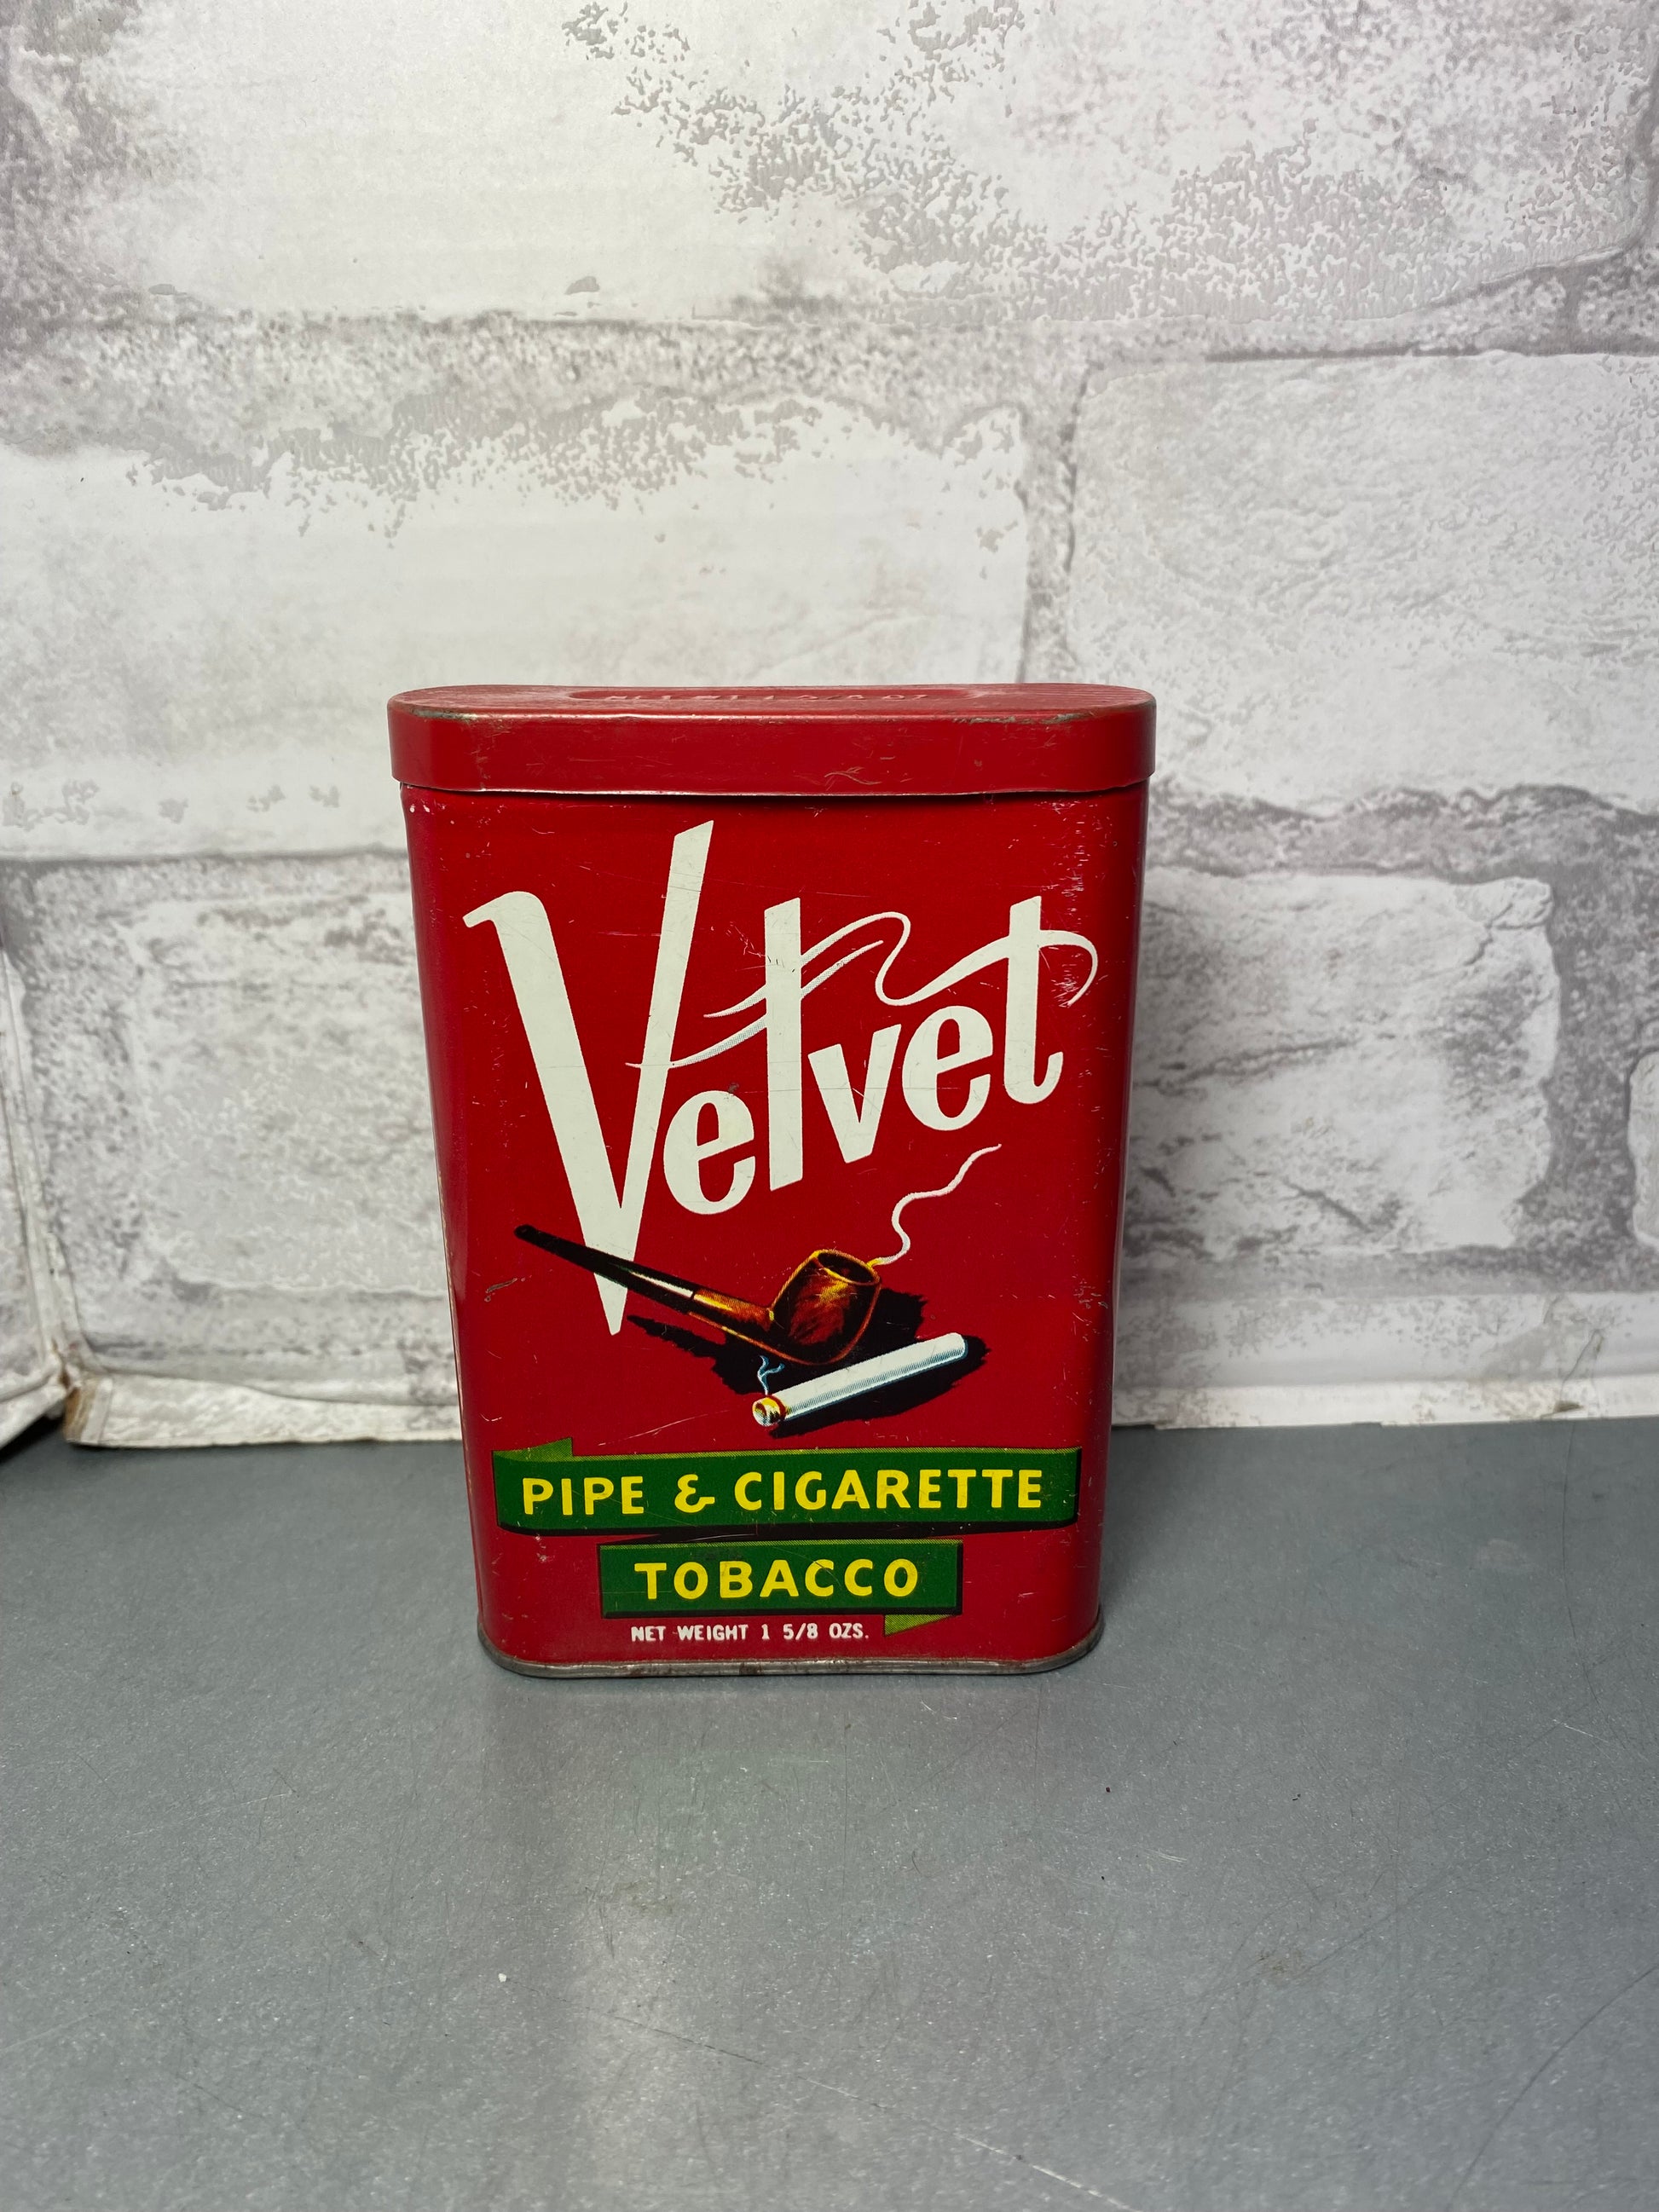 Velvet
PIPE & CIGARETTE
TOBACCO
NET WEIGHT 1 5/8 OZS.